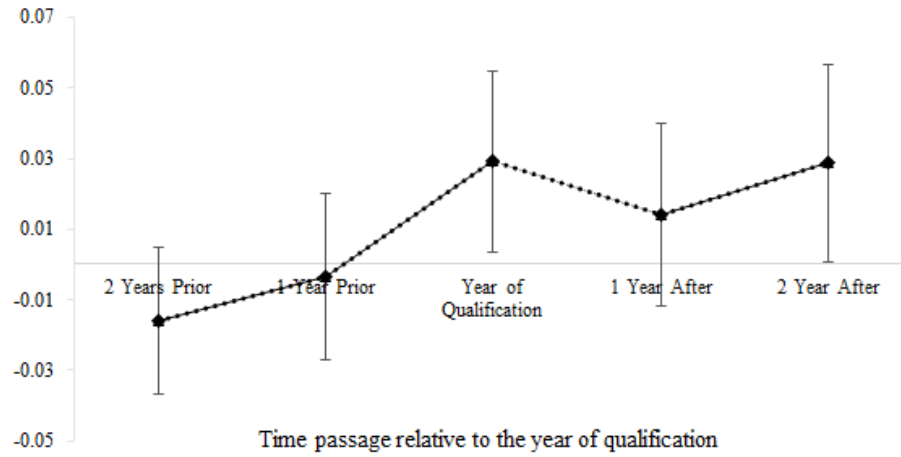 0.07
0.05
0.03
0.01
-0.01
-0.03
-0.05
2 Years Prior
1 Year Prior
Year of
Qualification
1 Year After
2 Year After
Time passage relative to the year of qualification